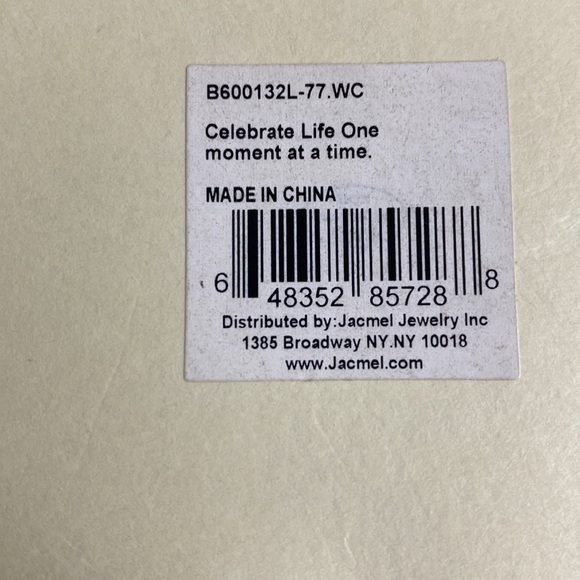 B600132L-77.WC
Celebrate Life One
moment at a time.
MADE IN CHINA
6 48352 85728 8
Distributed by:Jacmel Jewelry Inc
1385 Broadway NY.NY 10018
www.Jacmel.com